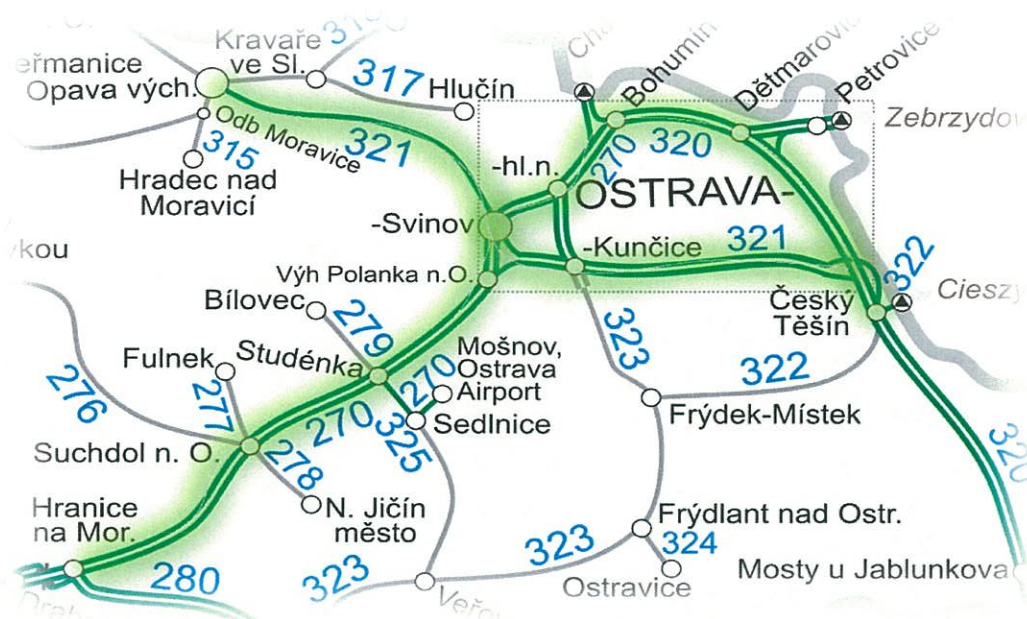 Kravaře
ve Sl.
317
Hlučín
Opava vých.
Odb Moravice
315
321
Hradec nad
Moravicí
Bohumín
Dětmarovice
Petrovice
270
320
-hl.n.
OSTRAVA-
-Svinov
-Kunčice
321
322
Výh Polanka n.O.
Český
Těšín
Bílovec
279
Mošnov,
Ostrava
Airport
270
Fulnek
Studénka
276
277
270
325
Sedlnice
323
322
Frýdek-Místek
320
Suchdol n. O.
278
Hranice
na Mor.
N. Jičín
město
Frýdlant nad Ostr.
323
324
280
323
Ostravice
Mosty u Jablunkova